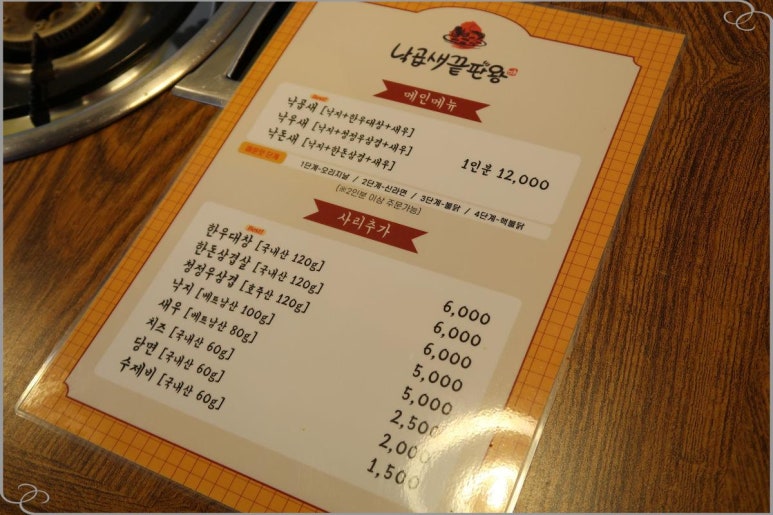 낙곱새끝판왕
메인메뉴
Best
낙곱새 [낙지+한우대창+새우]
낙우새 [낙지+청정우삼겹+새우]
낙돈새 [낙지+한돈삼겹+새우]
1인분 12,000
1단계-오리지날 / 2단계-신라면 / 3단계-불닭 / 4단계-핵불닭
(※2인분 이상 주문가능)
사리추가
Best
한우대창 [국내산 120g] 6,000
한돈삼겹살 [국내산 120g] 6,000
청정우삼겹 [호주산 120g] 6,000
낙지 [베트남산 100g] 5,000
새우 [베트남산 80g] 5,000
치즈 [국내산 60g] 2,500
당면 [국내산 60g] 2,000
수제비 [국내산 60g] 1,500